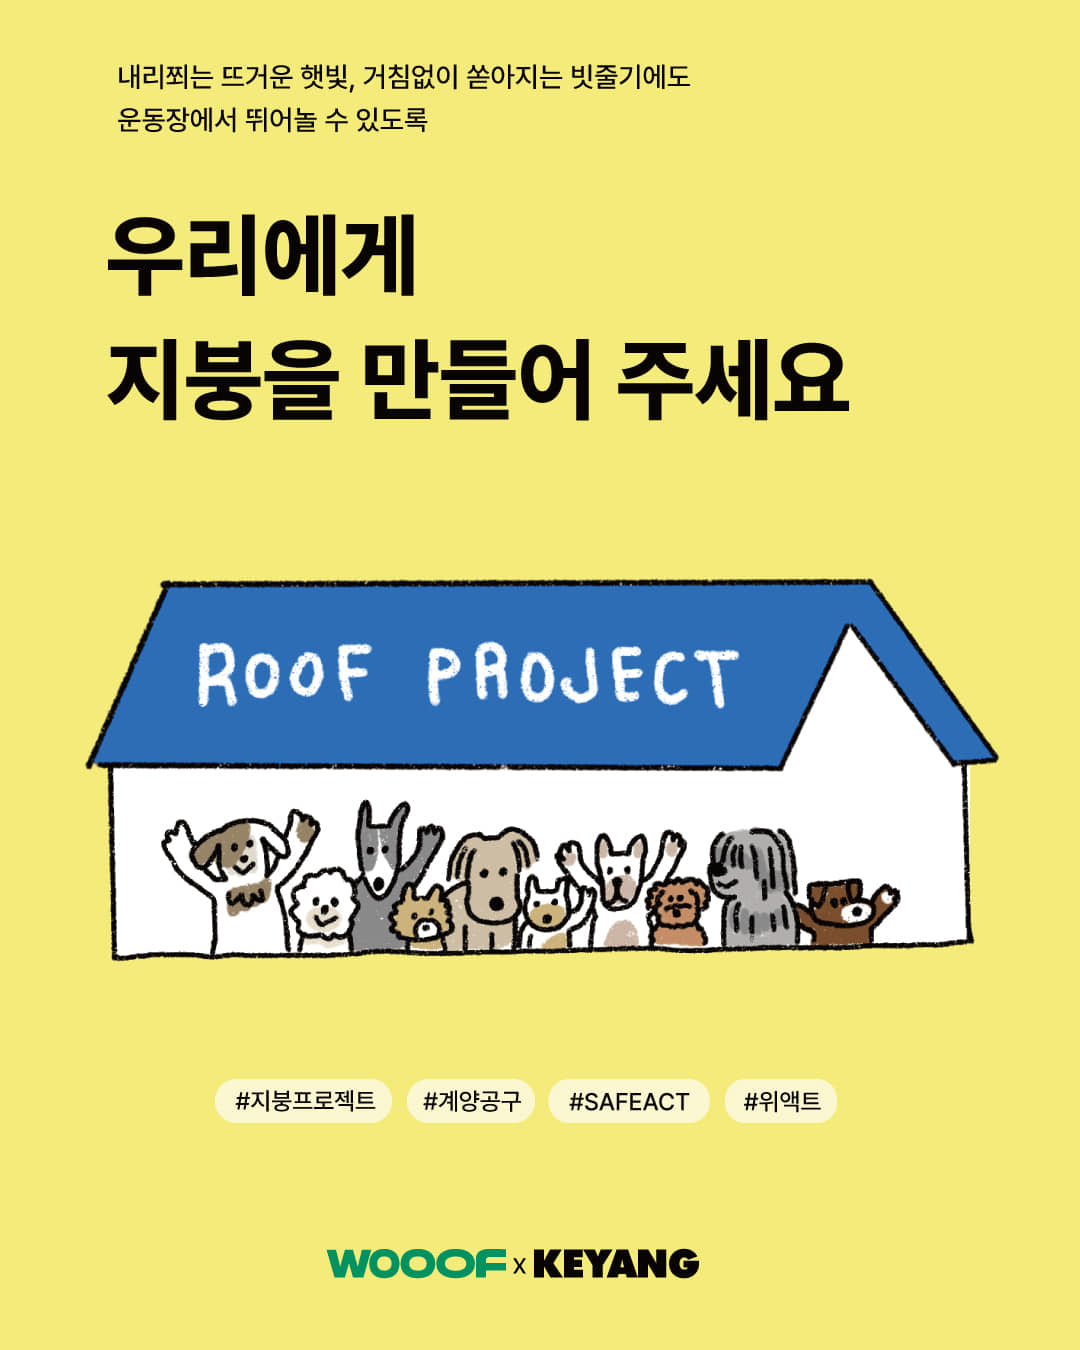 내리쬐는 뜨거운 햇빛, 거침없이 쏟아지는 빗줄기에도
운동장에서 뛰어놀 수 있도록
우리에게
지붕을 만들어 주세요
ROOF PROJECT
#지붕프로젝트 #계양공구 #SAFEACT #위액트
WOOOF x KEYANG